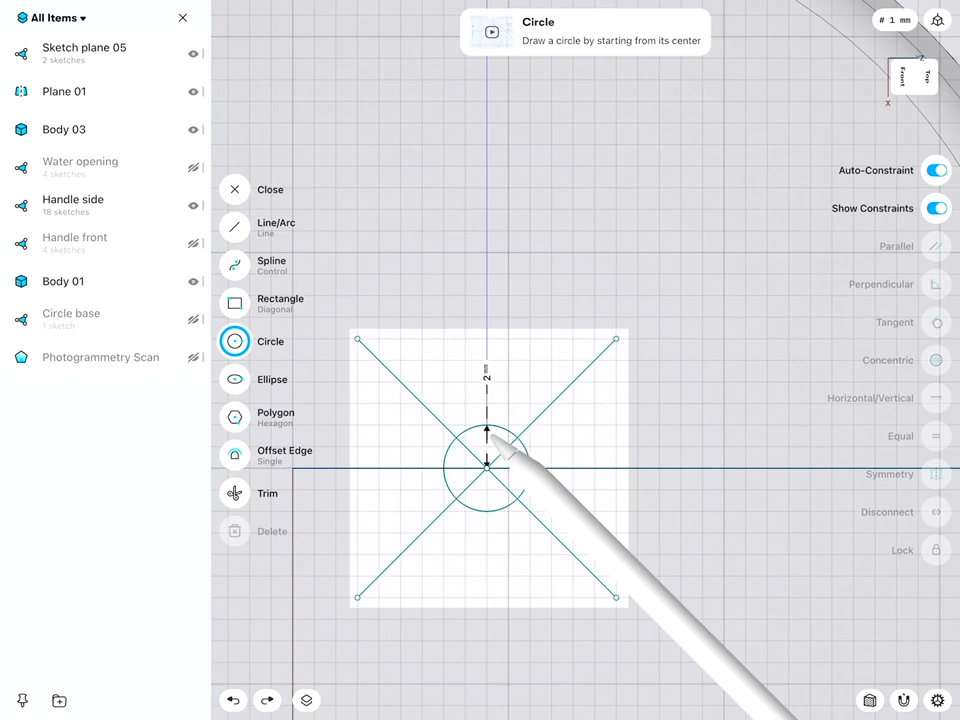 All Items
Sketch plane 05
2 sketches
Plane 01
Body 03
Water opening
4 sketches
Handle side
18 sketches
Handle front
4 sketches
Body 01
Circle base
1 sketch
Photogrammetry Scan
Circle
Draw a circle by starting from its center
# 1 mm
Front
Top
Z
X
Close
Line/Arc
Line
Spline
Control
Rectangle
Diagonal
Circle
Ellipse
Polygon
Hexagon
Offset Edge
Single
Trim
Delete
2 mm
Auto-Constraint
Show Constraints
Parallel
Perpendicular
Tangent
Concentric
Horizontal/Vertical
Equal
Symmetry
Disconnect
Lock